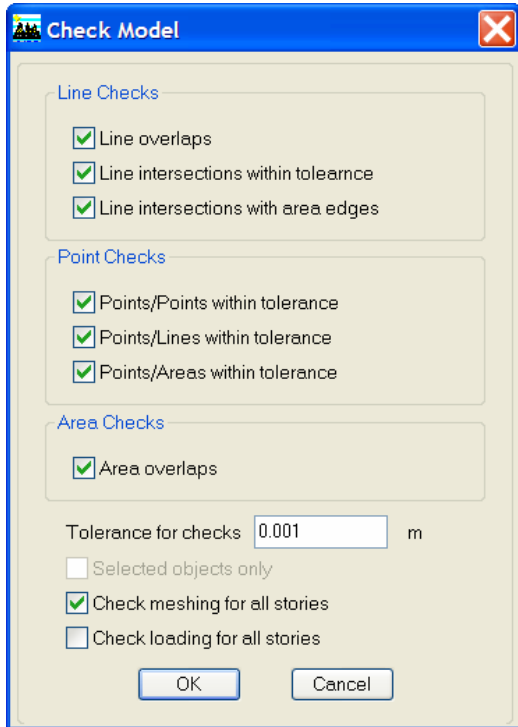 Check Model
Line Checks
Line overlaps
Line intersections within tolearnce
Line intersections with area edges
Point Checks
Points/Points within tolerance
Points/Lines within tolerance
Points/Areas within tolerance
Area Checks
Area overlaps
Tolerance for checks 0.001 m
Selected objects only
Check meshing for all stories
Check loading for all stories
OK Cancel